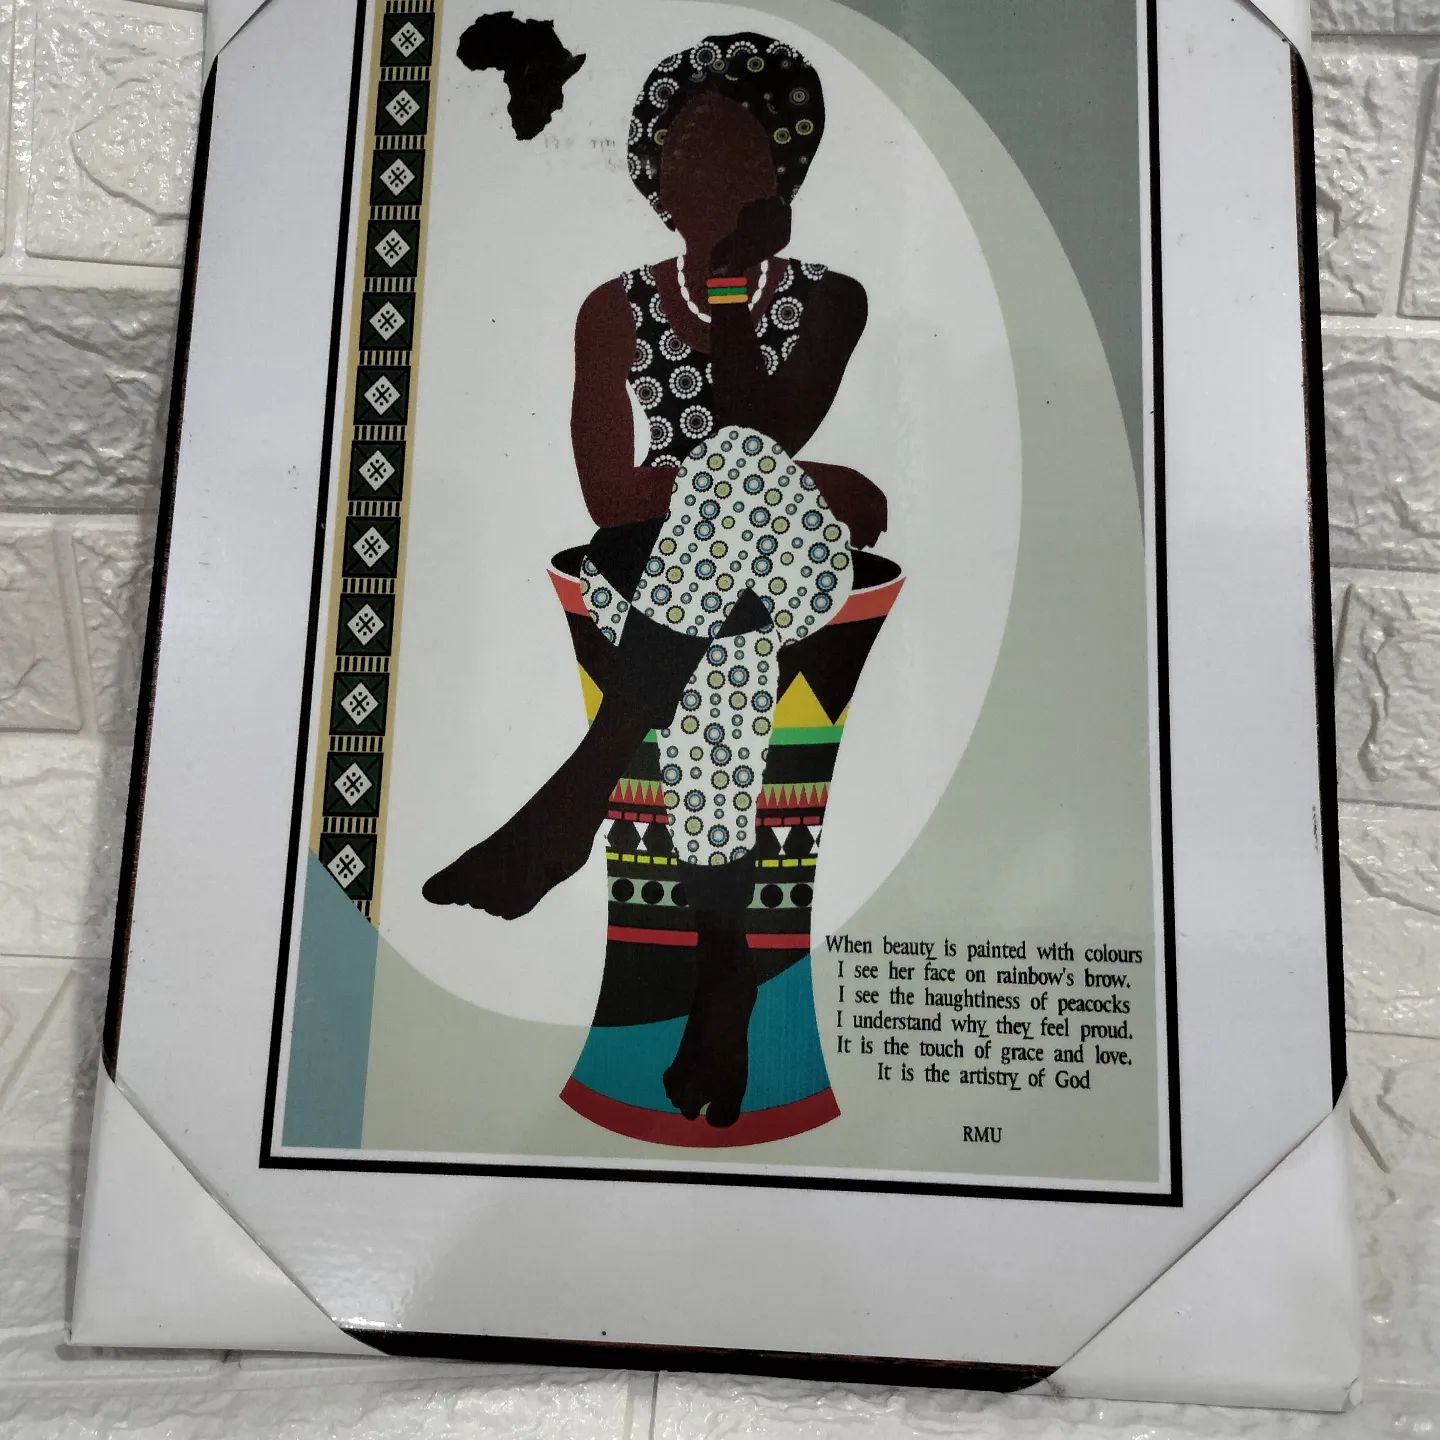 When beauty is painted with colours
I see her face on rainbow's brow.
I see the haughtiness of peacocks
I understand why they feel proud.
It is the touch of grace and love.
It is the artistry of God
RMU